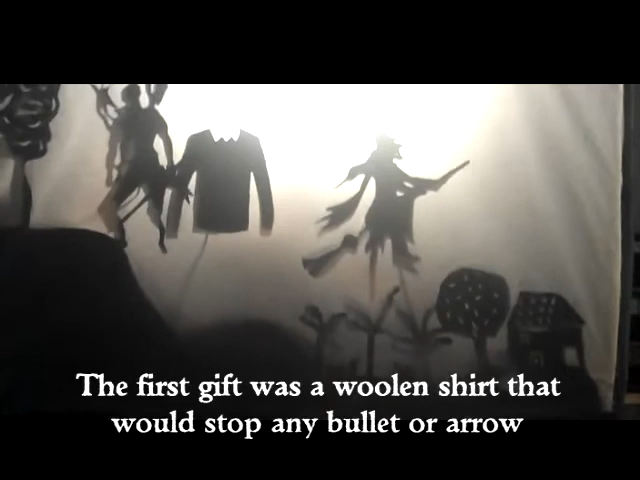 The first gift was a woolen shirt that
would stop any bullet or arrow